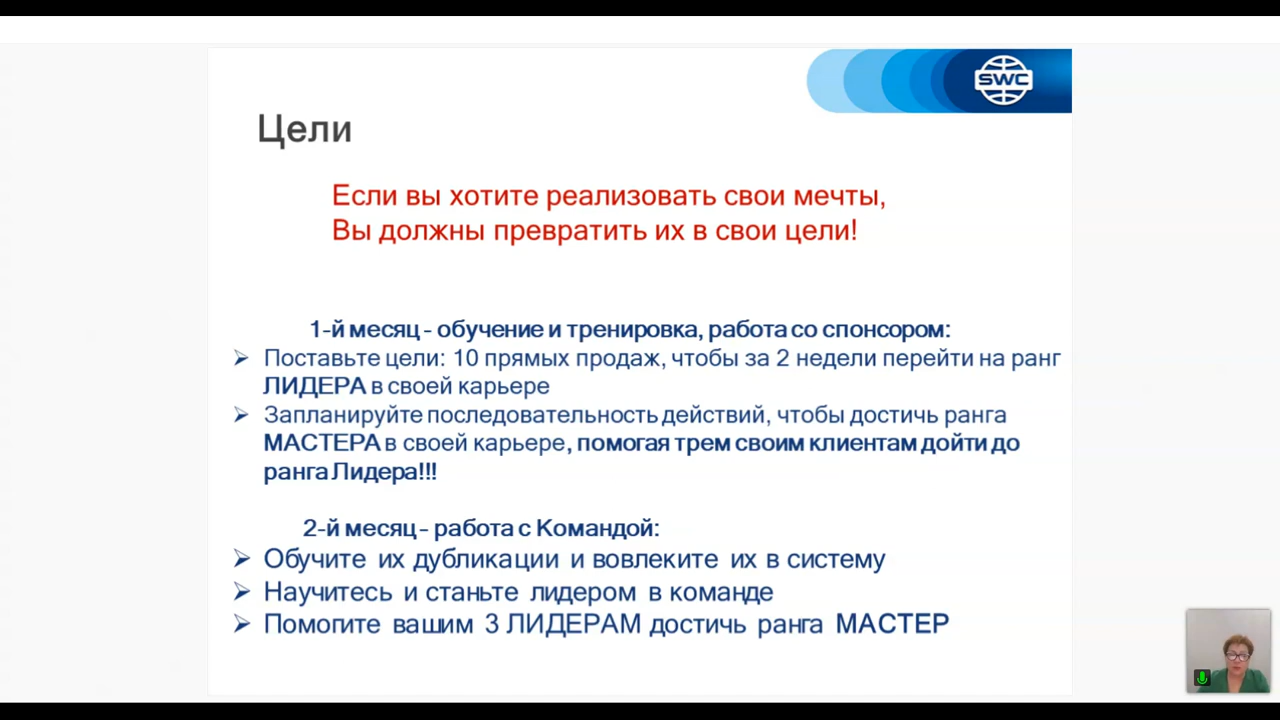 SWC
Цели
Если вы хотите реализовать свои мечты,
Вы должны превратить их в свои цели!
1-й месяц - обучение и тренировка, работа со спонсором:
➢ Поставьте цели: 10 прямых продаж, чтобы за 2 недели перейти на ранг
ЛИДЕРА в своей карьере
➢ Запланируйте последовательность действий, чтобы достичь ранга
МАСТЕРА в своей карьере, помогая трем своим клиентам дойти до
ранга Лидера!!!
2-й месяц - работа с Командой:
➢ Обучите их дубликации и вовлеките их в систему
➢ Научитесь и станьте лидером в команде
➢ Помогите вашим 3 ЛИДЕРАМ достичь ранга МАСТЕР